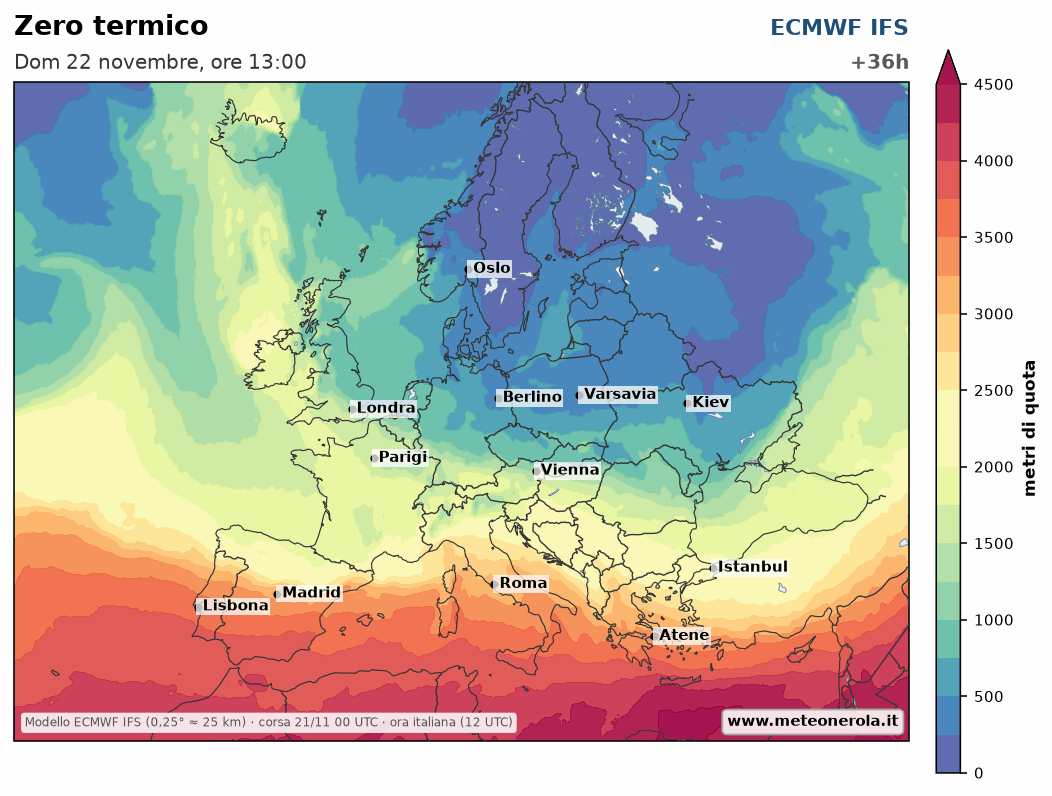 Zero termico
ECMWF IFS
Dom 22 novembre, ore 13:00
+36h
4500
4000
3500
3000
2500
2000
1500
1000
500
0
metri di quota
Oslo
Berlino
Varsavia
Kiev
Londra
Parigi
Vienna
Istanbul
Roma
Madrid
Lisbona
Atene
Modello ECMWF IFS (0,25° ≈ 25 km) · corsa 21/11 00 UTC · ora italiana (12 UTC)
www.meteonerola.it